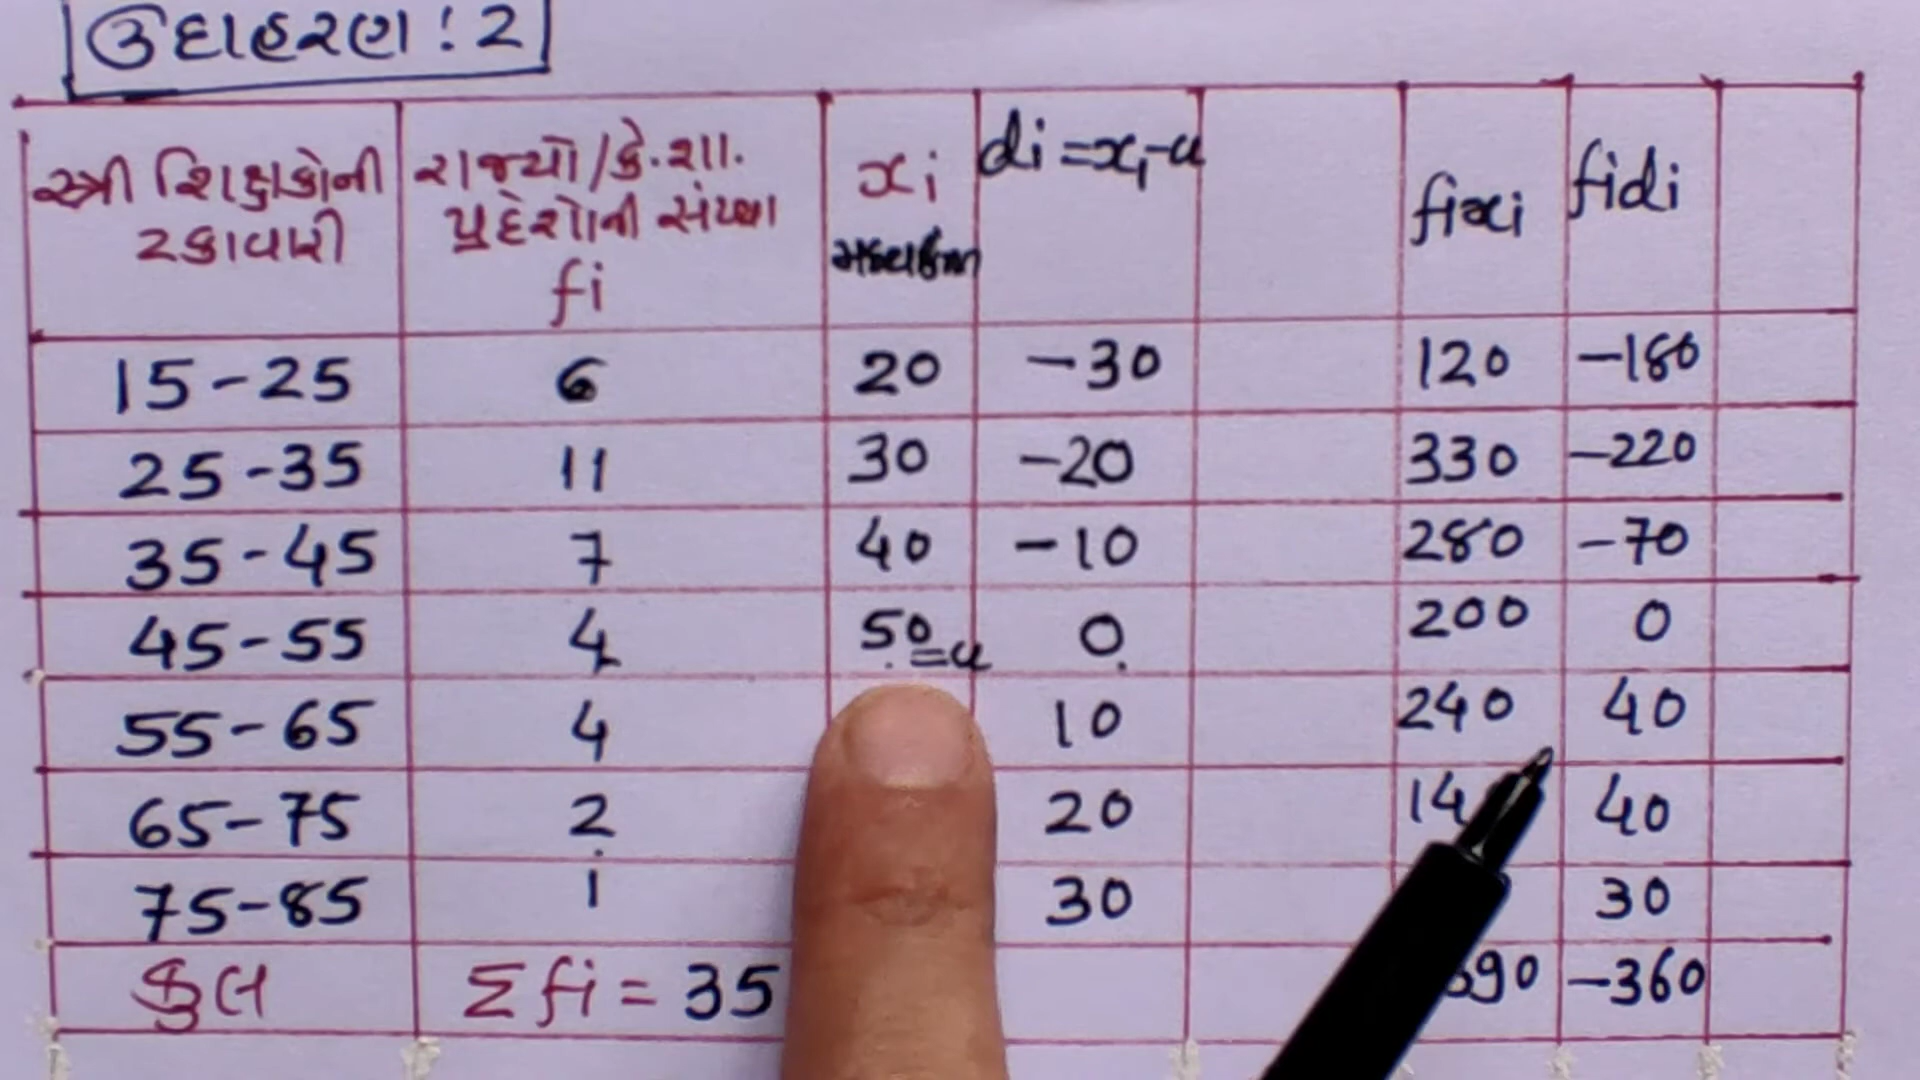 ઉદાહરણ : 2
સ્ત્રી શિક્ષકોની ટકાવારી | રાજ્યો/કે.શા. પ્રદેશોની સંખ્યા fi | xi | di = xi - a | fixi | fidi
15-25 6 20 -30 120 -180
25-35 11 30 -20 330 -220
35-45 7 40 -10 280 -70
45-55 4 50=a 0 200 0
55-65 4 10 240 40
65-75 2 20 14 40
75-85 1 30 30
કુલ Σfi = 35 390 -360